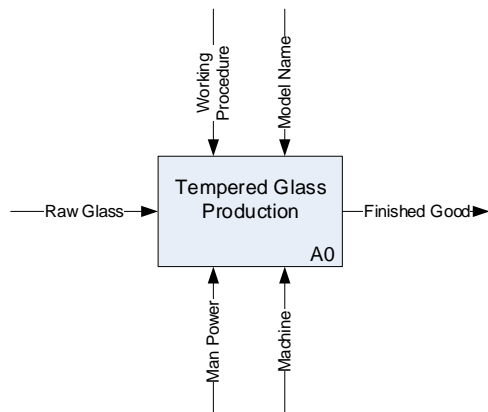 Working
Procedure
Model Name
Raw Glass
Tempered Glass
Production
A0
Finished Good
Man Power
Machine